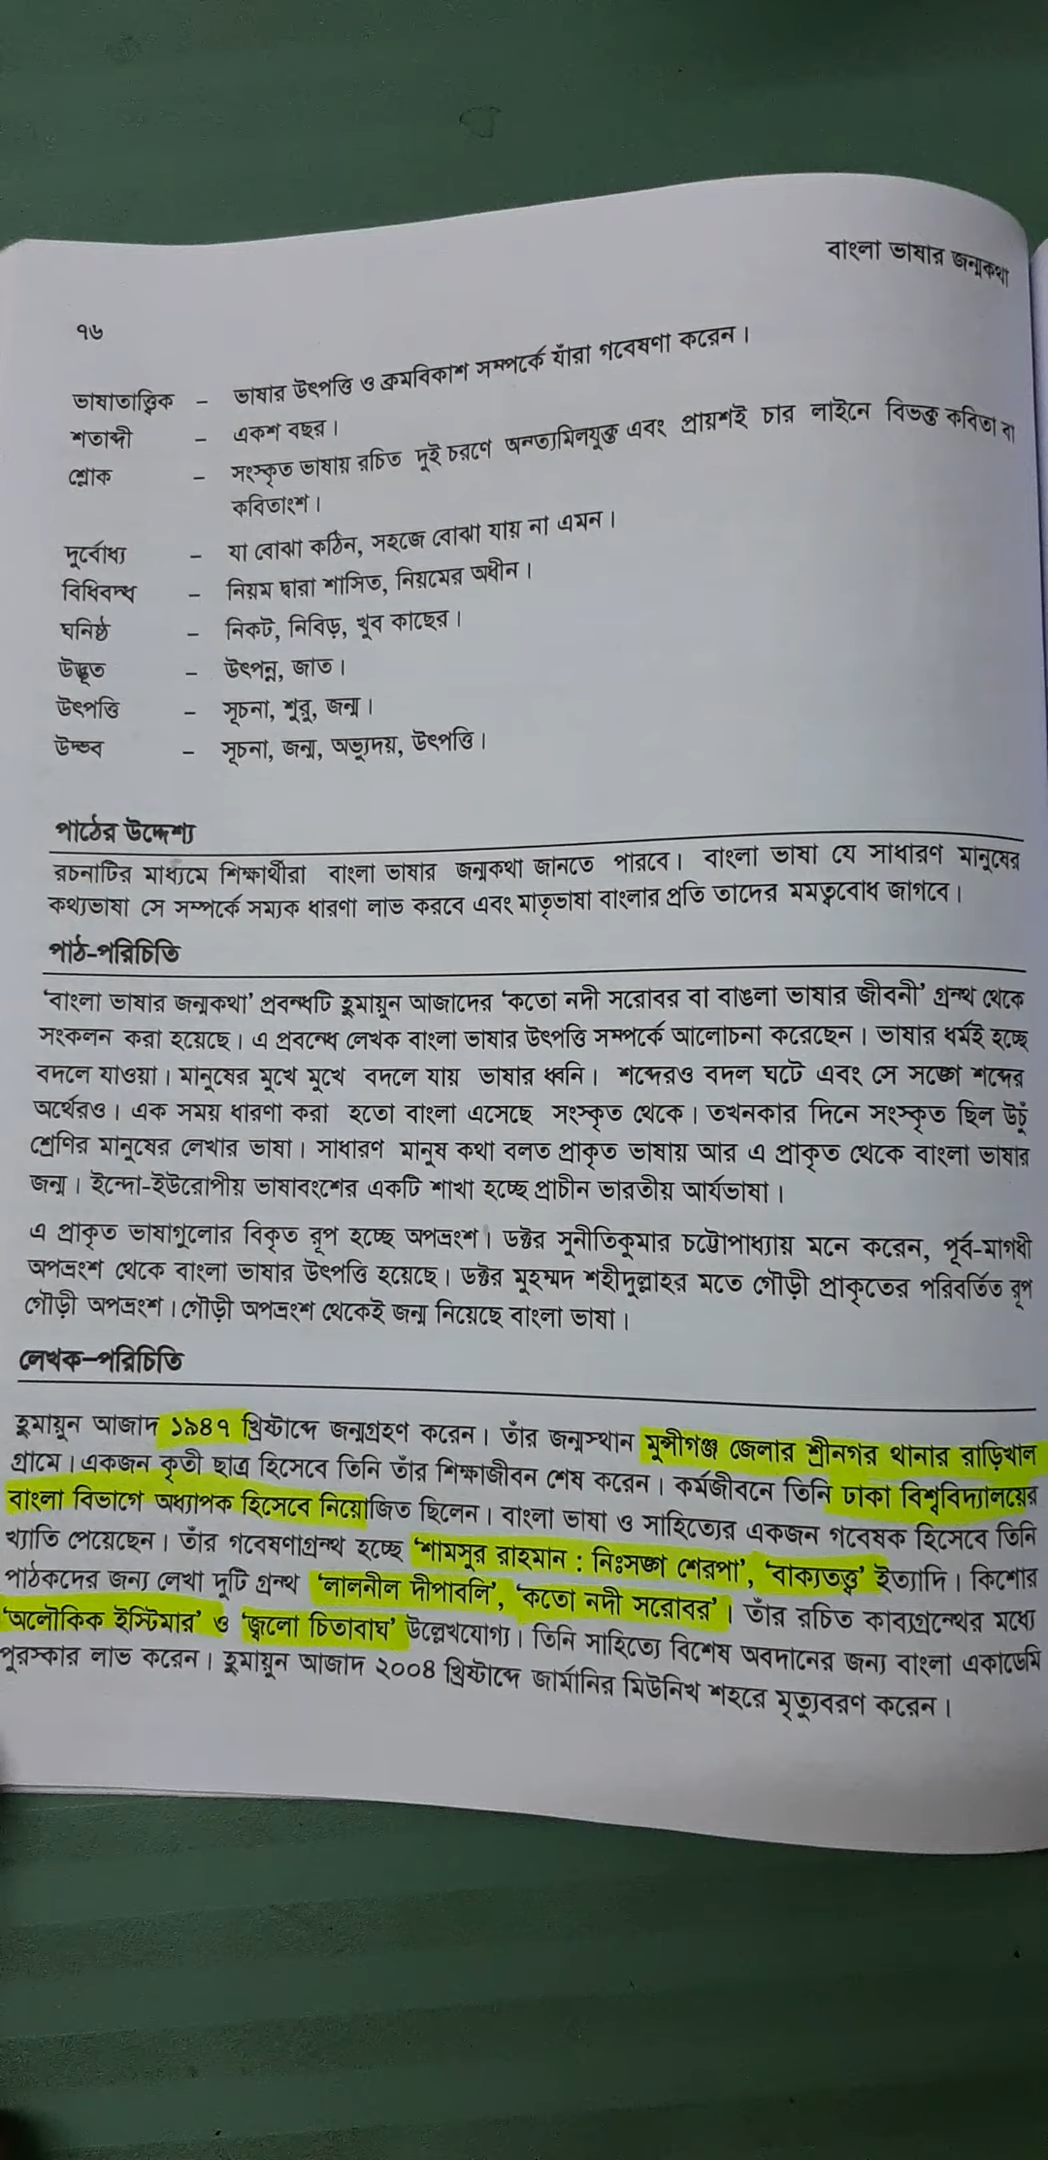 বাংলা ভাষার জন্মকথা
৭৬
ভাষাতাত্ত্বিক – ভাষার উৎপত্তি ও ক্রমবিকাশ সম্পর্কে যাঁরা গবেষণা করেন।
শতাব্দী – একশ বছর।
শ্লোক – সংস্কৃত ভাষায় রচিত দুই চরণে অন্ত্যমিলযুক্ত এবং প্রায়শই চার লাইনে বিভক্ত কবিতা বা
কবিতাংশ।
দুর্বোধ্য – যা বোঝা কঠিন, সহজে বোঝা যায় না এমন।
বিধিবদ্ধ – নিয়ম দ্বারা শাসিত, নিয়মের অধীন।
ঘনিষ্ঠ – নিকট, নিবিড়, খুব কাছের।
উদ্ভূত – উৎপন্ন, জাত।
উৎপত্তি – সূচনা, শুরু, জন্ম।
উদ্ভব – সূচনা, জন্ম, অভ্যুদয়, উৎপত্তি।
পাঠের উদ্দেশ্য
রচনাটির মাধ্যমে শিক্ষার্থীরা বাংলা ভাষার জন্মকথা জানতে পারবে। বাংলা ভাষা যে সাধারণ মানুষের
কথ্যভাষা সে সম্পর্কে সম্যক ধারণা লাভ করবে এবং মাতৃভাষা বাংলার প্রতি তাদের মমত্ববোধ জাগবে।
পাঠ-পরিচিতি
‘বাংলা ভাষার জন্মকথা’ প্রবন্ধটি হুমায়ুন আজাদের ‘কতো নদী সরোবর বা বাঙলা ভাষার জীবনী’ গ্রন্থ থেকে
সংকলন করা হয়েছে। এ প্রবন্ধে লেখক বাংলা ভাষার উৎপত্তি সম্পর্কে আলোচনা করেছেন। ভাষার ধর্মই হচ্ছে
বদলে যাওয়া। মানুষের মুখে মুখে বদলে যায় ভাষার ধ্বনি। শব্দেরও বদল ঘটে এবং সে সঙ্গে শব্দের
অর্থেরও। এক সময় ধারণা করা হতো বাংলা এসেছে সংস্কৃত থেকে। তখনকার দিনে সংস্কৃত ছিল উচুঁ
শ্রেণির মানুষের লেখার ভাষা। সাধারণ মানুষ কথা বলত প্রাকৃত ভাষায় আর এ প্রাকৃত থেকে বাংলা ভাষার
জন্ম। ইন্দো-ইউরোপীয় ভাষাবংশের একটি শাখা হচ্ছে প্রাচীন ভারতীয় আর্যভাষা।
এ প্রাকৃত ভাষাগুলোর বিকৃত রূপ হচ্ছে অপভ্রংশ। ডক্টর সুনীতিকুমার চট্টোপাধ্যায় মনে করেন, পূর্ব-মাগধী
অপভ্রংশ থেকে বাংলা ভাষার উৎপত্তি হয়েছে। ডক্টর মুহম্মদ শহীদুল্লাহর মতে গৌড়ী প্রাকৃতের পরিবর্তিত রূপ
গৌড়ী অপভ্রংশ। গৌড়ী অপভ্রংশ থেকেই জন্ম নিয়েছে বাংলা ভাষা।
লেখক–পরিচিতি
হুমায়ুন আজাদ ১৯৪৭ খ্রিষ্টাব্দে জন্মগ্রহণ করেন। তাঁর জন্মস্থান মুন্সীগঞ্জ জেলার শ্রীনগর থানার রাড়িখাল
গ্রামে। একজন কৃতী ছাত্র হিসেবে তিনি তাঁর শিক্ষাজীবন শেষ করেন। কর্মজীবনে তিনি ঢাকা বিশ্ববিদ্যালয়ের
বাংলা বিভাগে অধ্যাপক হিসেবে নিয়োজিত ছিলেন। বাংলা ভাষা ও সাহিত্যের একজন গবেষক হিসেবে তিনি
খ্যাতি পেয়েছেন। তাঁর গবেষণাগ্রন্থ হচ্ছে ‘শামসুর রাহমান : নিঃসঙ্গ শেরপা’, ‘বাক্যতত্ত্ব’ ইত্যাদি। কিশোর
পাঠকদের জন্য লেখা দুটি গ্রন্থ ‘লালনীল দীপাবলি’, ‘কতো নদী সরোবর’। তাঁর রচিত কাব্যগ্রন্থের মধ্যে
‘অলৌকিক ইস্টিমার’ ও ‘জ্বলো চিতাবাঘ’ উল্লেখযোগ্য। তিনি সাহিত্যে বিশেষ অবদানের জন্য বাংলা একাডেমি
পুরস্কার লাভ করেন। হুমায়ুন আজাদ ২০০৪ খ্রিষ্টাব্দে জার্মানির মিউনিখ শহরে মৃত্যুবরণ করেন।